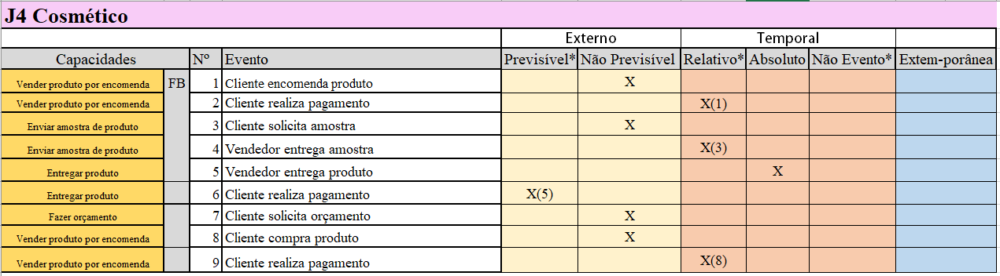 J4 Cosmético
Externo Temporal
Capacidades Nº Evento Previsível* Não Previsível Relativo* Absoluto Não Evento* Extem-porânea
Vender produto por encomenda FB 1 Cliente encomenda produto X
Vender produto por encomenda 2 Cliente realiza pagamento X(1)
Enviar amostra de produto 3 Cliente solicita amostra X
Enviar amostra de produto 4 Vendedor entrega amostra X(3)
Entregar produto 5 Vendedor entrega produto X
Entregar produto 6 Cliente realiza pagamento X(5)
Fazer orçamento 7 Cliente solicita orçamento X
Vender produto por encomenda 8 Cliente compra produto X
Vender produto por encomenda 9 Cliente realiza pagamento X(8)